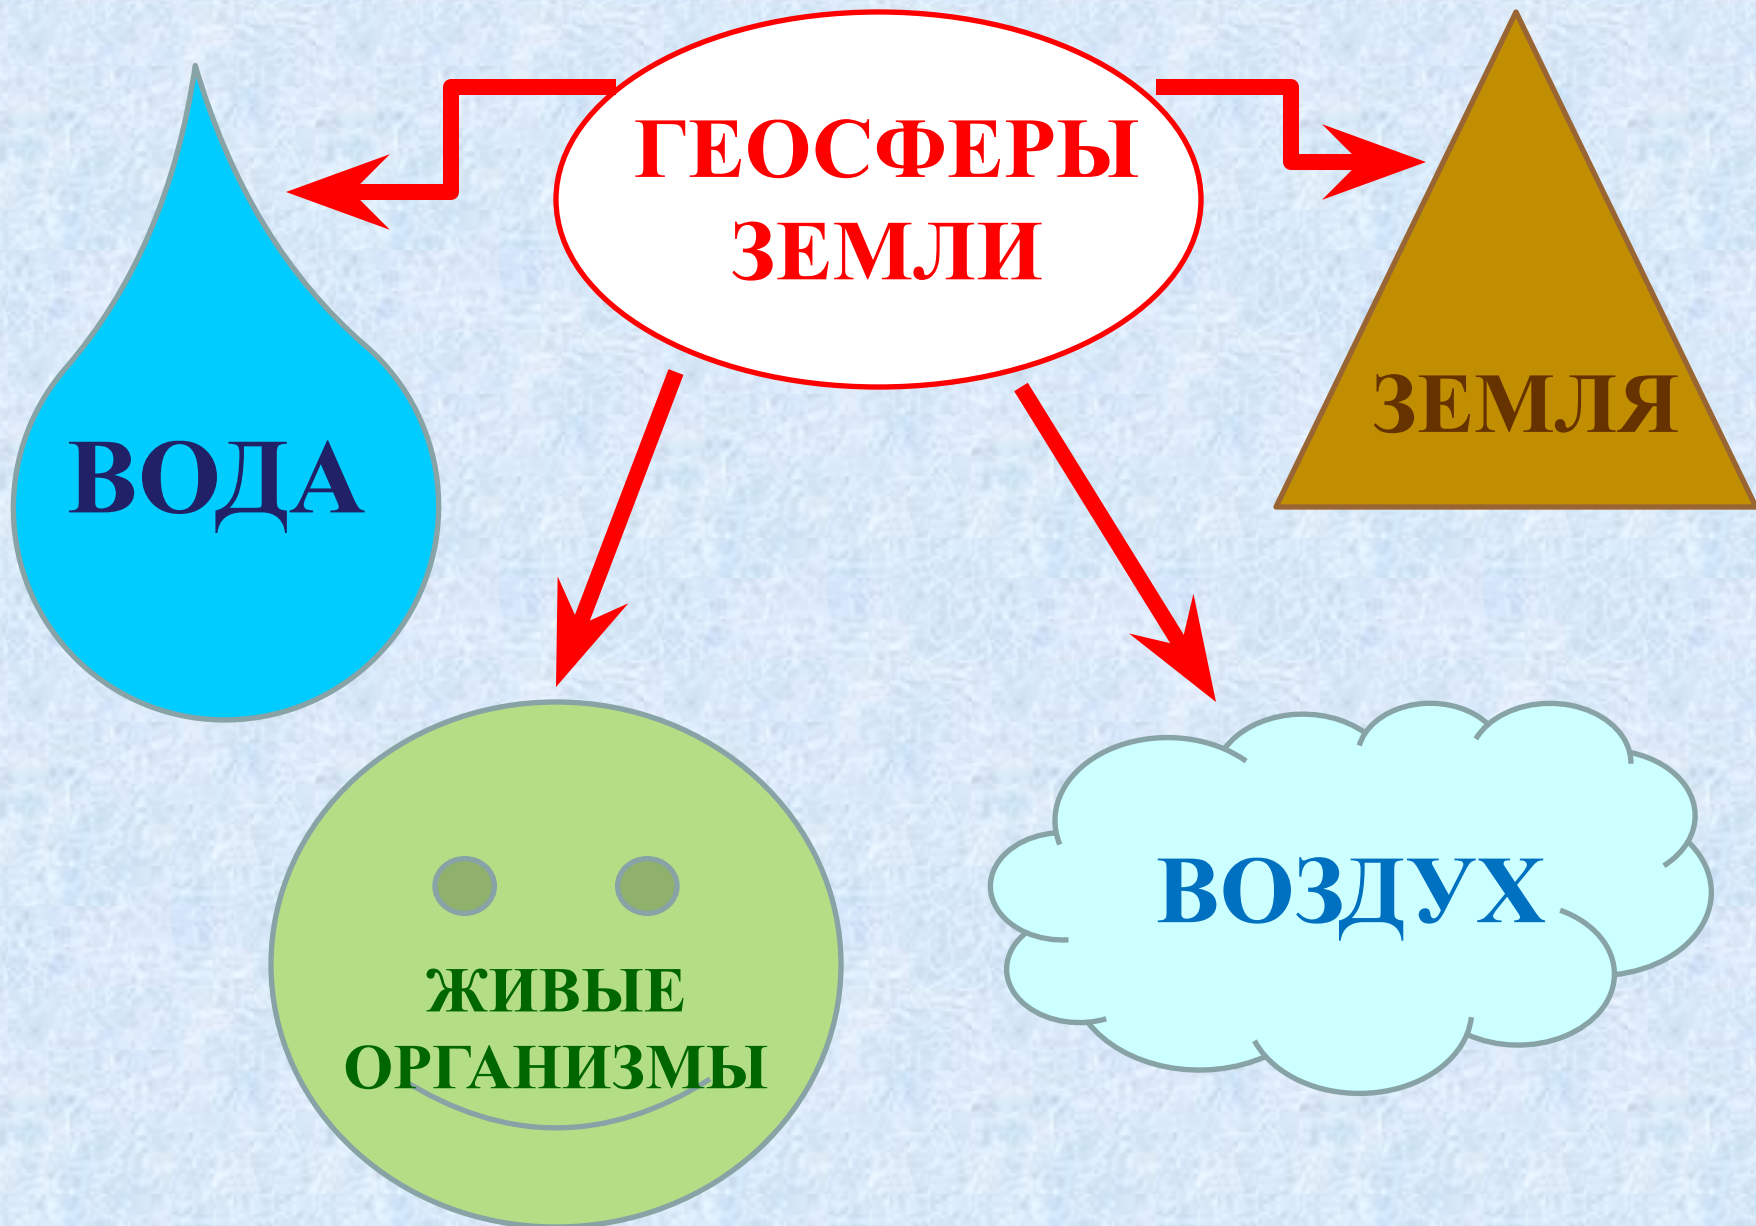 ГЕОСФЕРЫ
ЗЕМЛИ
ВОДА
ЗЕМЛЯ
ЖИВЫЕ
ОРГАНИЗМЫ
ВОЗДУХ